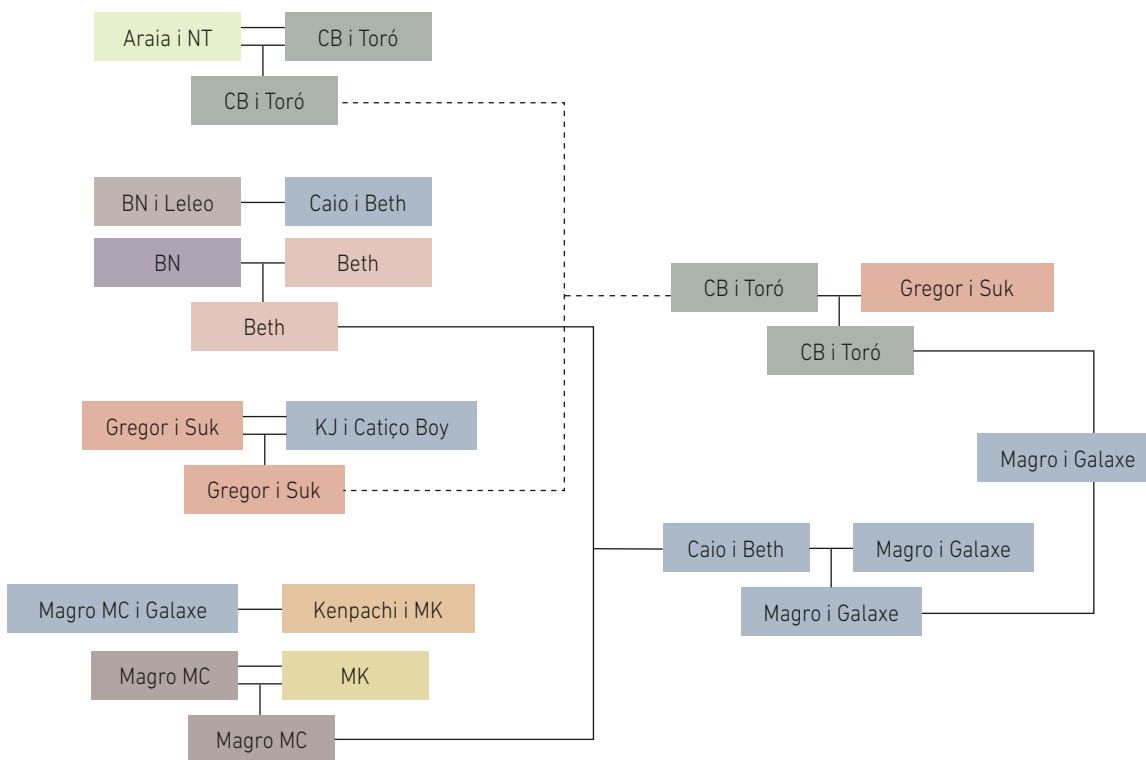 Araia i NT
CB i Toró
CB i Toró
BN i Leleo
Caio i Beth
BN
Beth
Beth
Gregor i Suk
KJ i Catiço Boy
Gregor i Suk
Magro MC i Galaxe
Kenpachi i MK
Magro MC
MK
Magro MC
CB i Toró
Gregor i Suk
CB i Toró
Caio i Beth
Magro i Galaxe
Magro i Galaxe
Magro i Galaxe